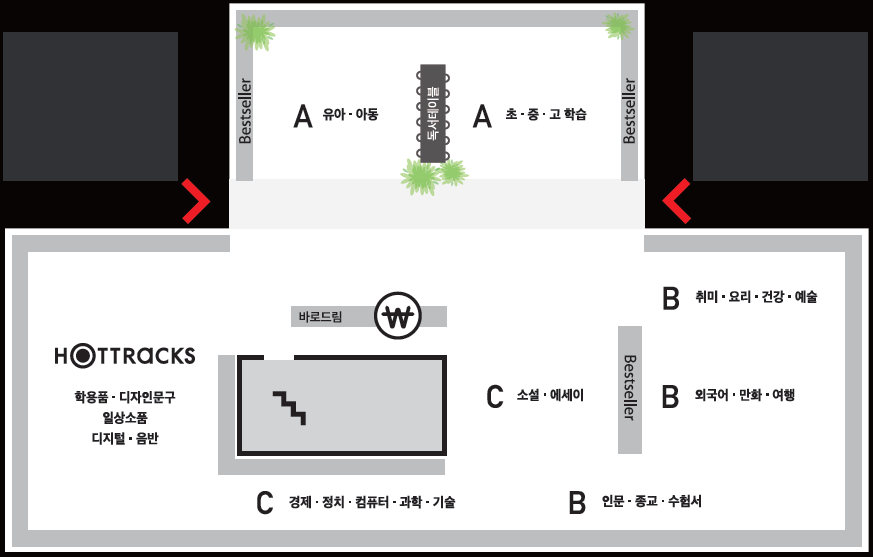 Bestseller
A 유아 · 아동
독서테이블
A 초 · 중 · 고 학습
Bestseller
바로드림 ₩
B 취미 · 요리 · 건강 · 예술
HOTTRACKS
학용품 · 디자인문구
일상소품
디지털 · 음반
C 소설 · 에세이
Bestseller
B 외국어 · 만화 · 여행
C 경제 · 정치 · 컴퓨터 · 과학 · 기술
B 인문 · 종교 · 수험서